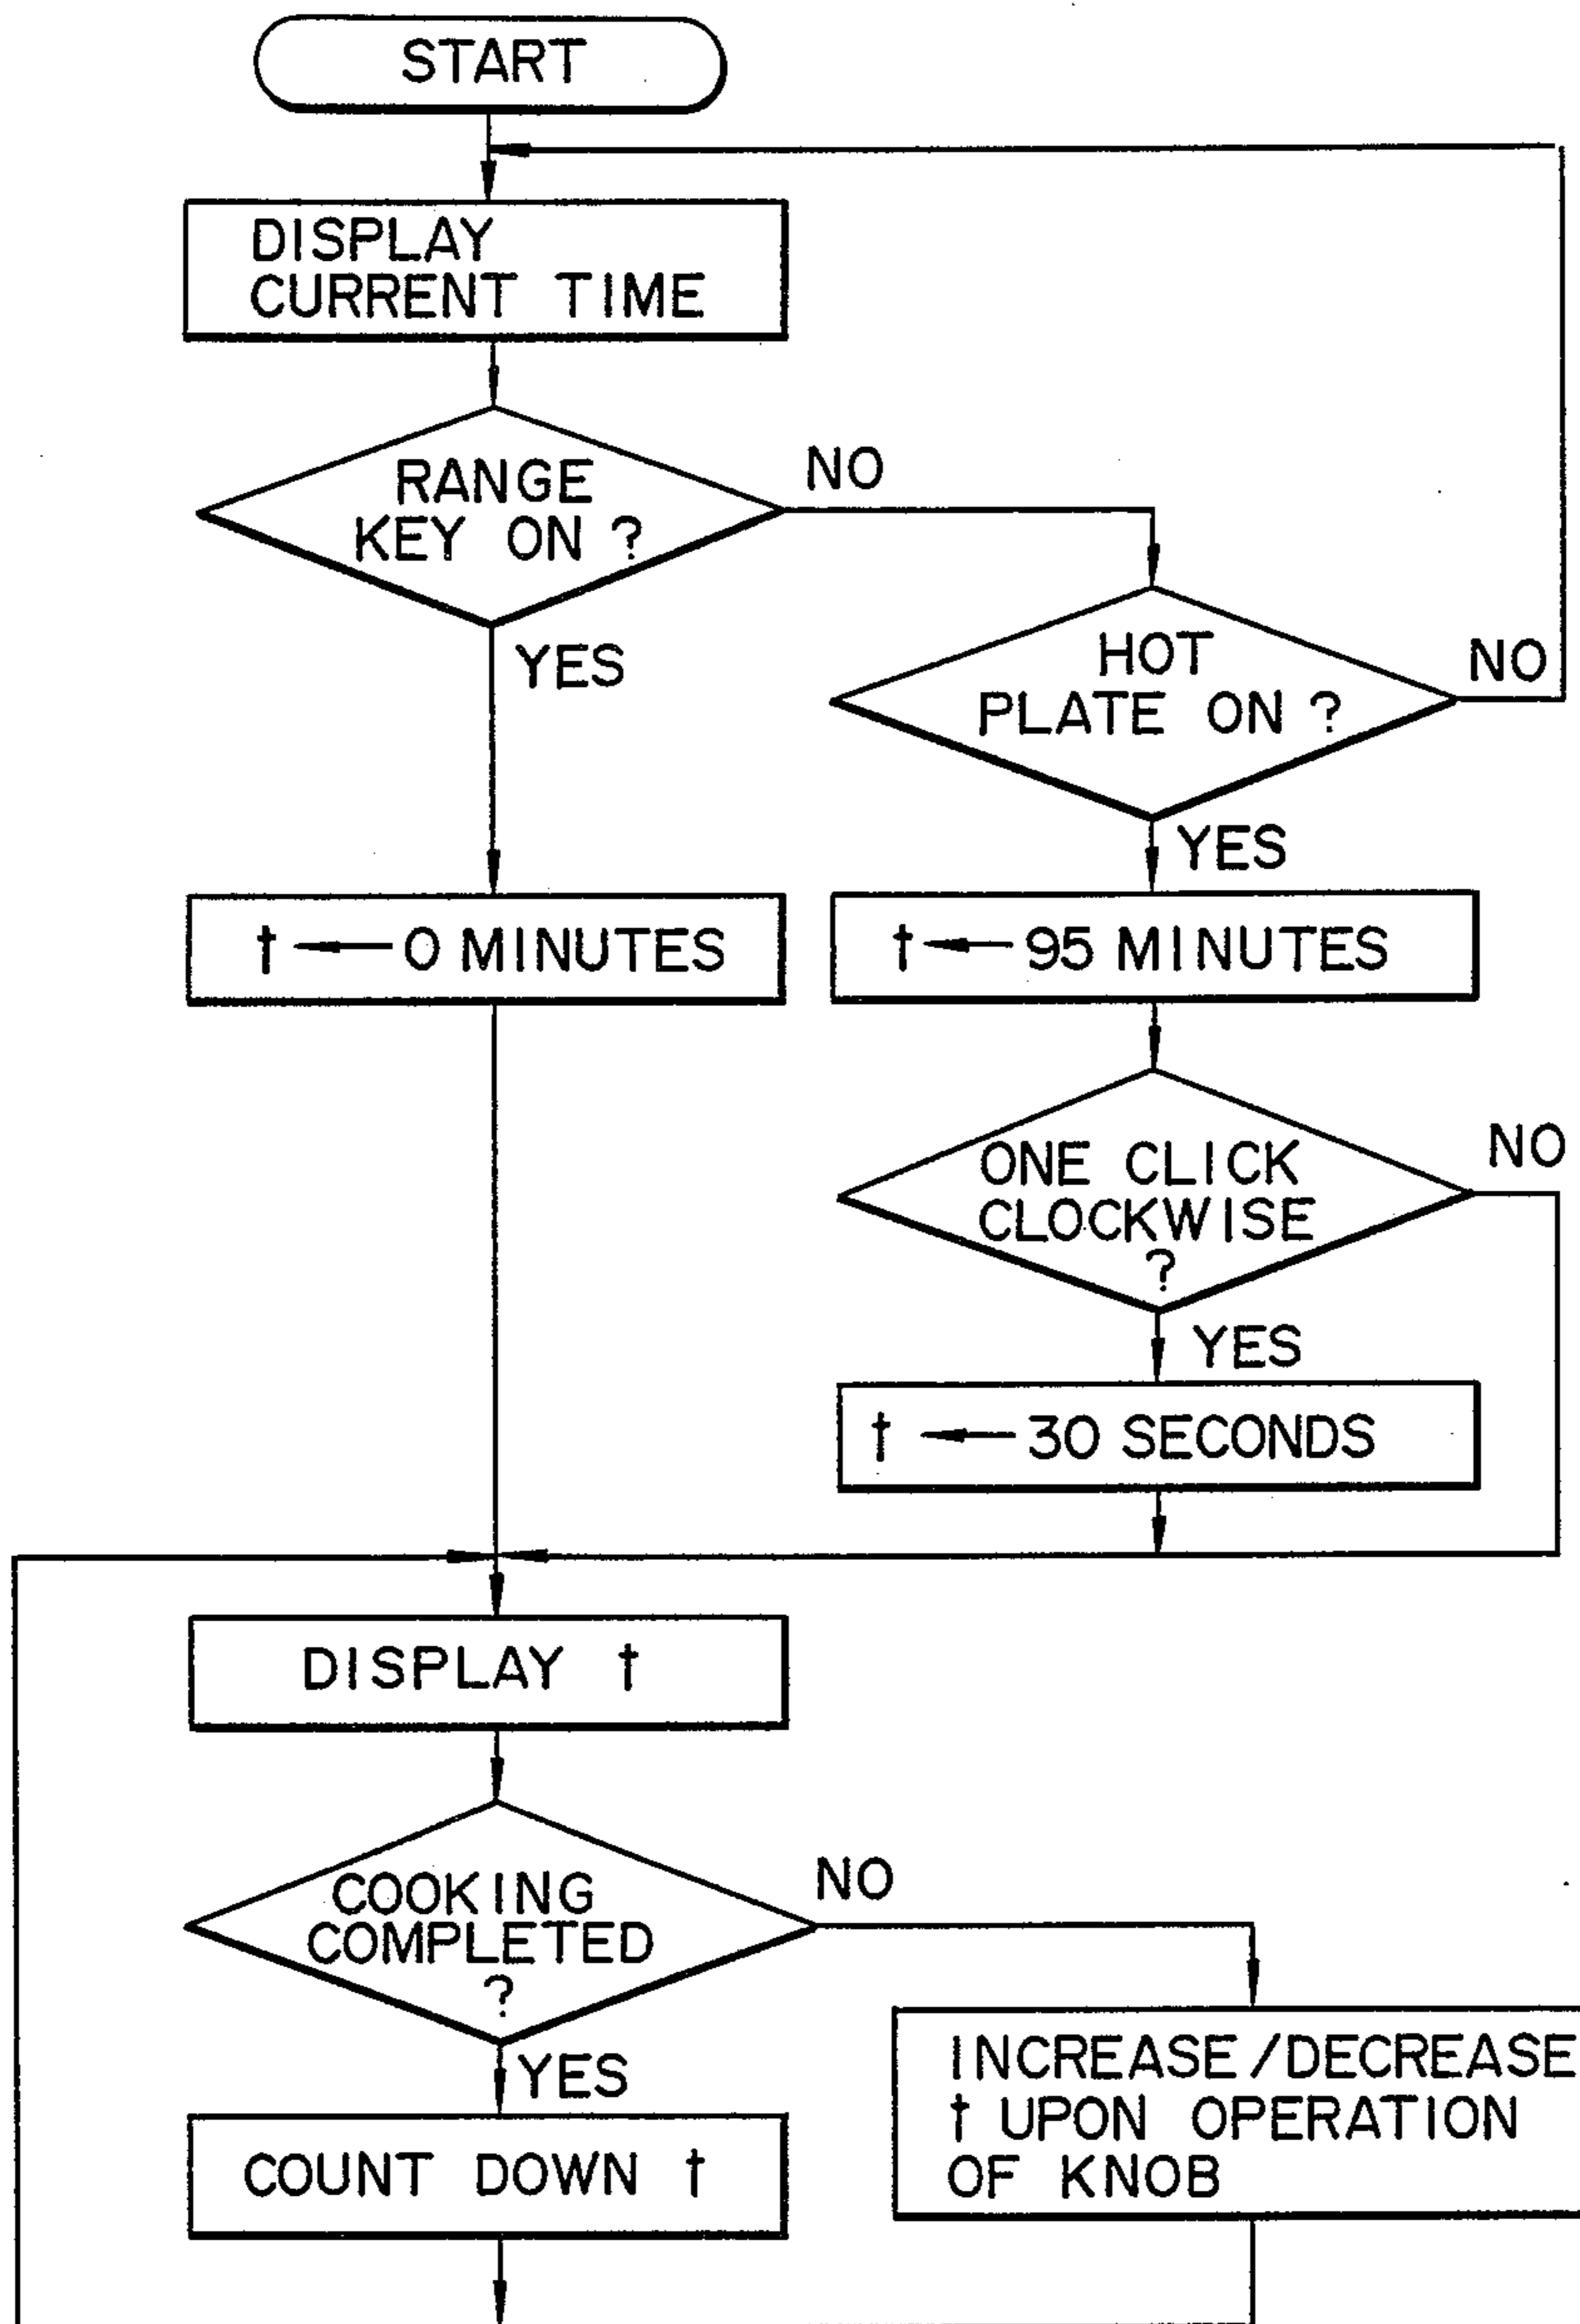 START
DISPLAY
CURRENT TIME
RANGE
KEY ON ?
NO
YES
HOT
PLATE ON ?
NO
YES
t ← 0 MINUTES
t ← 95 MINUTES
ONE CLICK
CLOCKWISE
?
NO
YES
t ← 30 SECONDS
DISPLAY t
COOKING
COMPLETED
?
NO
YES
INCREASE/DECREASE
t UPON OPERATION
OF KNOB
COUNT DOWN t